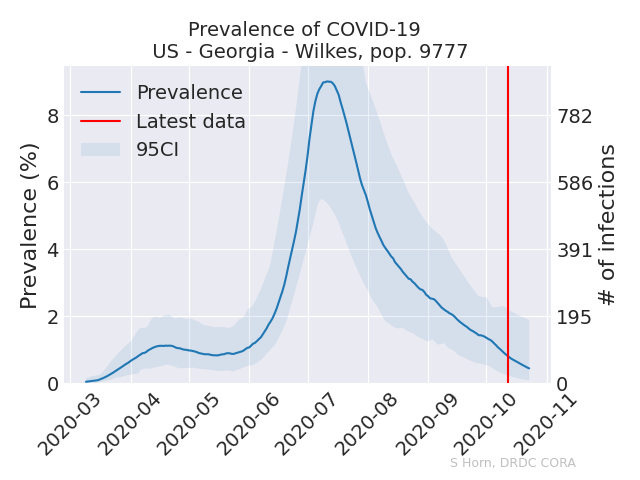 Prevalence of COVID-19
US - Georgia - Wilkes, pop. 9777
Prevalence
Latest data
95CI
Prevalence (%)
8
6
4
2
0
782
586
391
195
0
# of infections
2020-03
2020-04
2020-05
2020-06
2020-07
2020-08
2020-09
2020-10
2020-11
S Horn, DRDC CORA